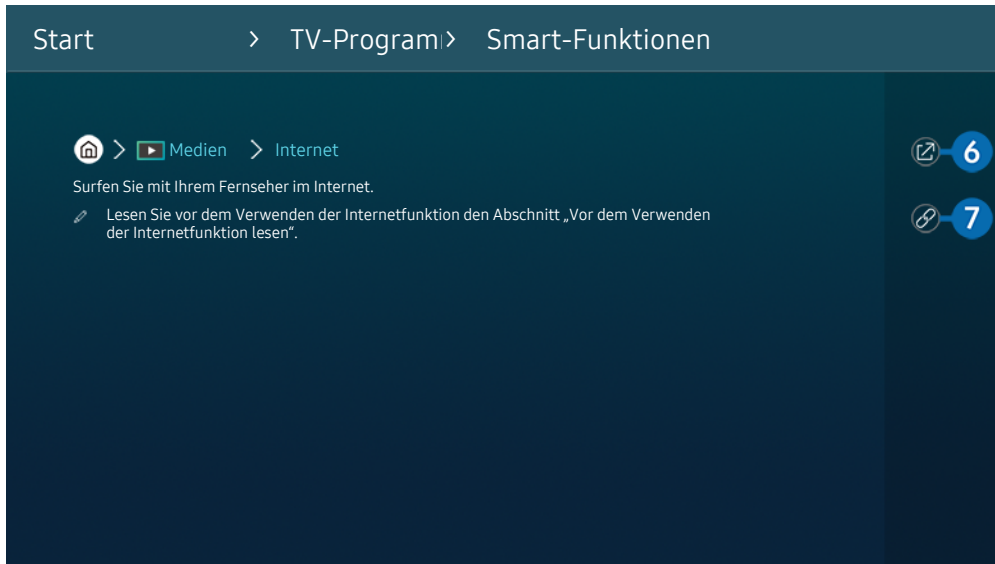 Start > TV-Program > Smart-Funktionen
> Medien > Internet
6
Surfen Sie mit Ihrem Fernseher im Internet.
Lesen Sie vor dem Verwenden der Internetfunktion den Abschnitt „Vor dem Verwenden
der Internetfunktion lesen“.
7